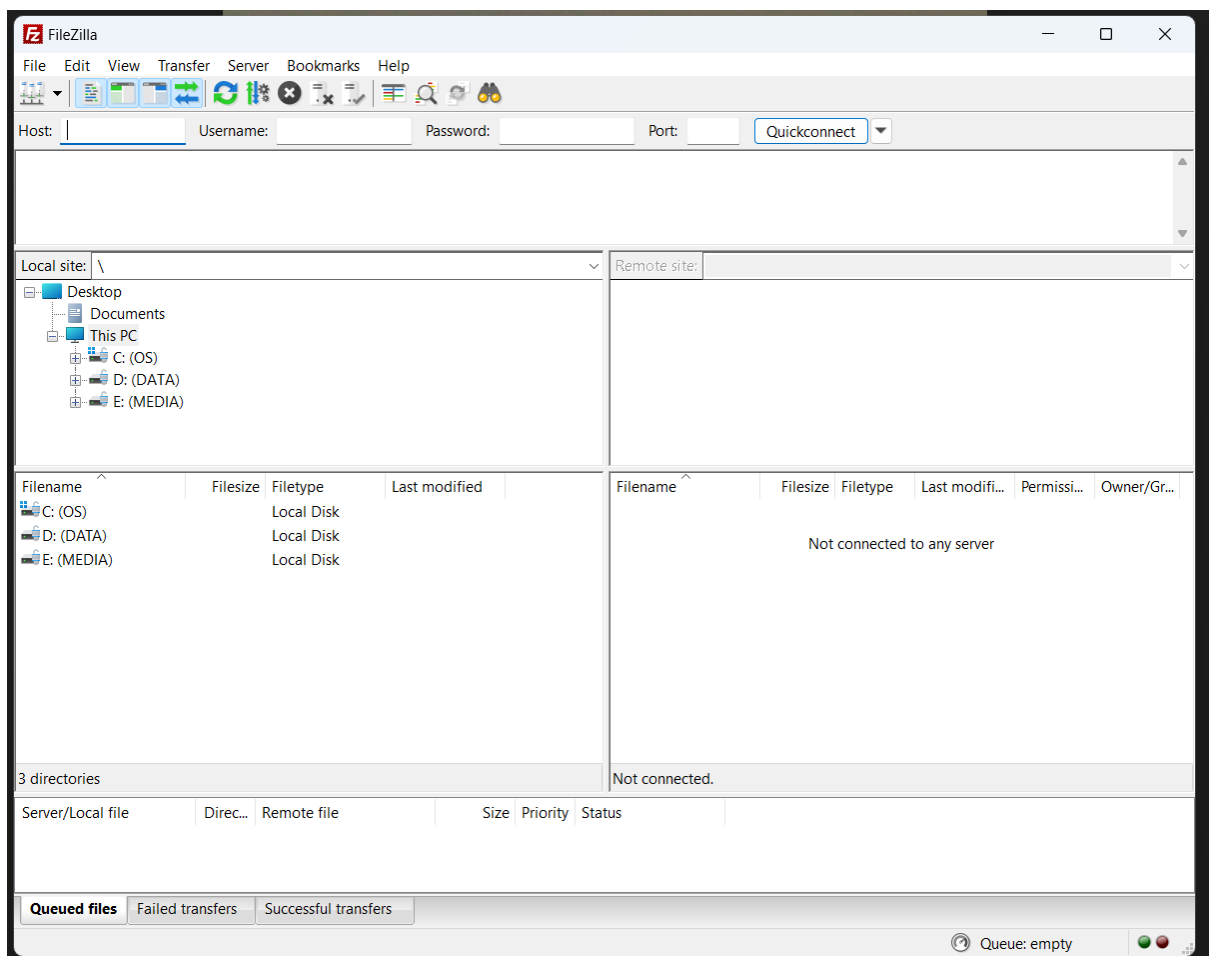 FileZilla
File Edit View Transfer Server Bookmarks Help
Host: Username: Password: Port: Quickconnect
Local site: \
Remote site:
Desktop
Documents
This PC
C: (OS)
D: (DATA)
E: (MEDIA)
Filename Filesize Filetype Last modified
C: (OS) Local Disk
D: (DATA) Local Disk
E: (MEDIA) Local Disk
3 directories
Filename Filesize Filetype Last modifi... Permissi... Owner/Gr...
Not connected to any server
Not connected.
Server/Local file Direc... Remote file Size Priority Status
Queued files Failed transfers Successful transfers
Queue: empty